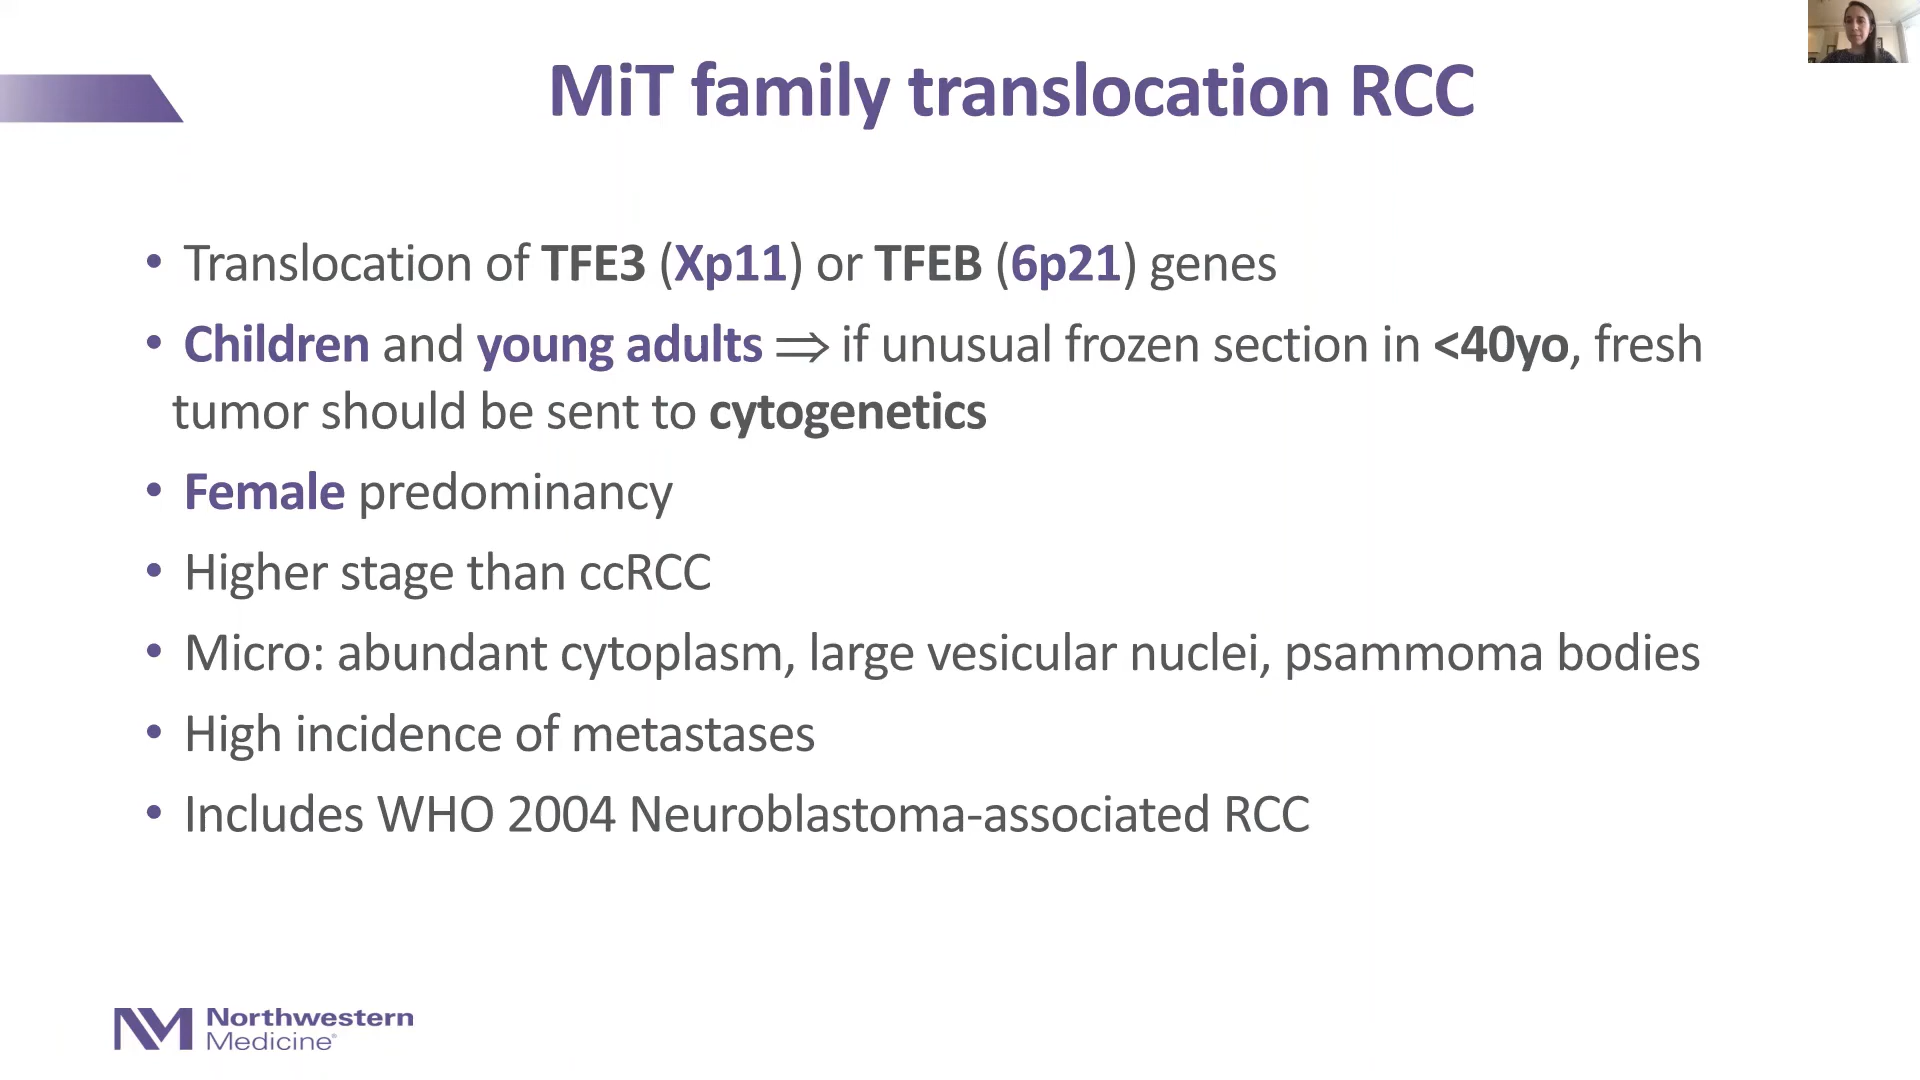 MiT family translocation RCC
• Translocation of TFE3 (Xp11) or TFEB (6p21) genes
• Children and young adults ⇒ if unusual frozen section in <40yo, fresh
tumor should be sent to cytogenetics
• Female predominancy
• Higher stage than ccRCC
• Micro: abundant cytoplasm, large vesicular nuclei, psammoma bodies
• High incidence of metastases
• Includes WHO 2004 Neuroblastoma-associated RCC
NM Northwestern
Medicine®